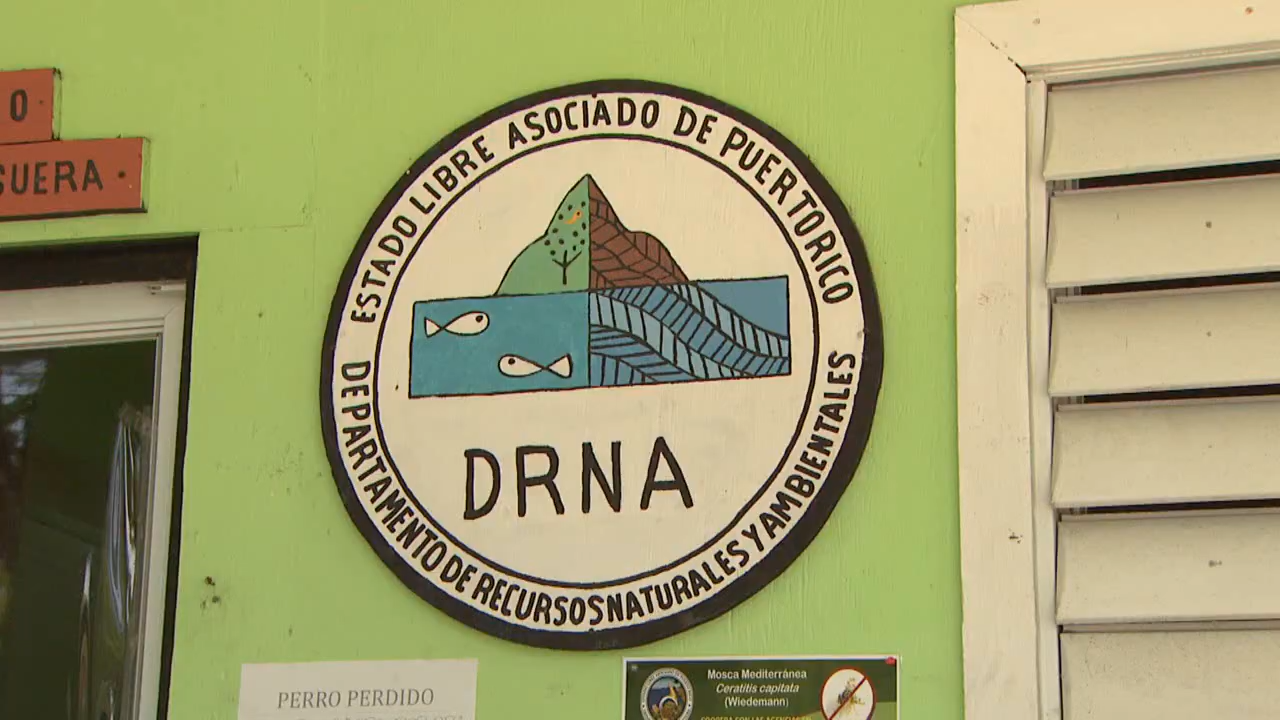 O
SUERA
ESTADO LIBRE ASOCIADO DE PUERTO RICO
DRNA
DEPARTAMENTO DE RECURSOS NATURALES Y AMBIENTALES
PERRO PERDIDO
Mosca Mediterránea
Ceratitis capitata
(Wiedemann)